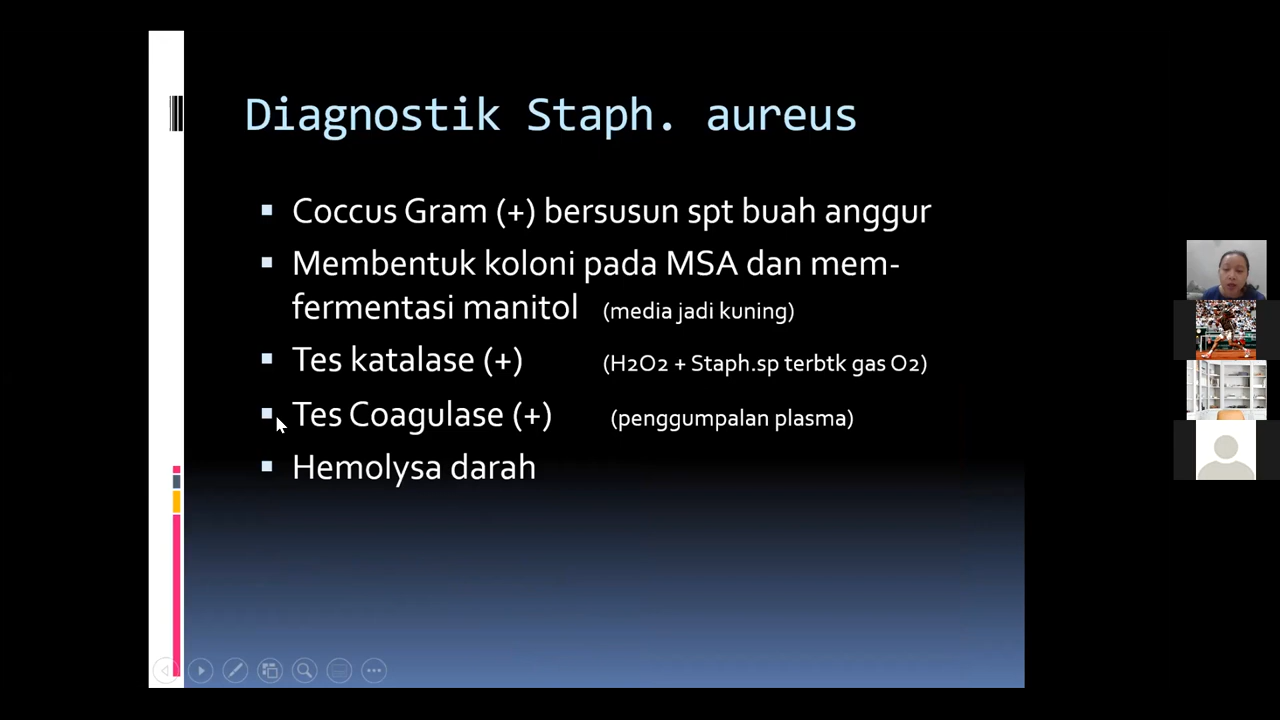 Diagnostik Staph. aureus
Coccus Gram (+) bersusun spt buah anggur
Membentuk koloni pada MSA dan mem-
fermentasi manitol (media jadi kuning)
Tes katalase (+) (H2O2 + Staph.sp terbtk gas O2)
Tes Coagulase (+) (penggumpalan plasma)
Hemolysa darah